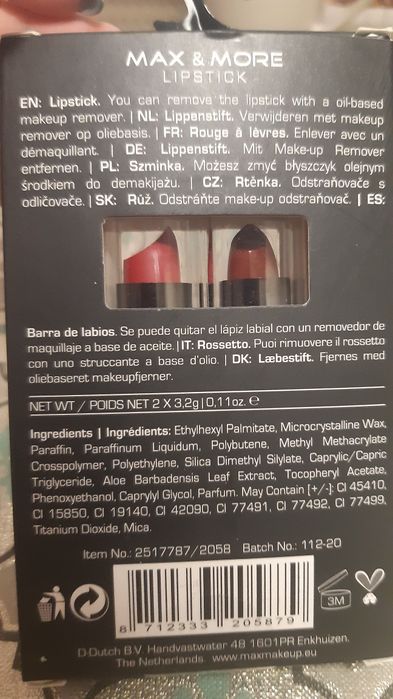 MAX & MORE
LIPSTICK
EN: Lipstick. You can remove the lipstick with a oil-based
makeup remover. | NL: Lippenstift. Verwijderen met makeup
remover op oliebasis. | FR: Rouge à lèvres. Enlever avec un
démaquillant. | DE: Lippenstift. Mit Make-up Remover
entfernen. | PL: Szminka. Możesz zmyć błyszczyk olejnym
środkiem do demakijażu. | CZ: Rtěnka. Odstraňovače s
odličovače. | SK: Rúž. Odstráňte make-up odstraňovač. | ES:
Barra de labios. Se puede quitar el lápiz labial con un removedor de
maquillaje a base de aceite. | IT: Rossetto. Puoi rimuovere il rossetto
con uno struccante a base d'olio. | DK: Læbestift. Fjernes med
oliebaseret makeupfjerner.
NET WT / POIDS NET 2 X 3,2g | 0,11oz. e
Ingredients | Ingrédients: Ethylhexyl Palmitate, Microcrystalline Wax,
Paraffin, Paraffinum Liquidum, Polybutene, Methyl Methacrylate
Crosspolymer, Polyethylene, Silica Dimethyl Silylate, Caprylic/Capric
Triglyceride, Aloe Barbadensis Leaf Extract, Tocopheryl Acetate,
Phenoxyethanol, Caprylyl Glycol, Parfum. May Contain [+/-]: CI 45410,
CI 15850, CI 19140, CI 42090, CI 77491, CI 77492, CI 77499,
Titanium Dioxide, Mica.
Item No.: 2517787/2058 Batch No.: 112-20
3M
8 712333 205879
D-Dutch B.V. Handvastwater 48 1601PR Enkhuizen.
The Netherlands. www.maxmakeup.eu